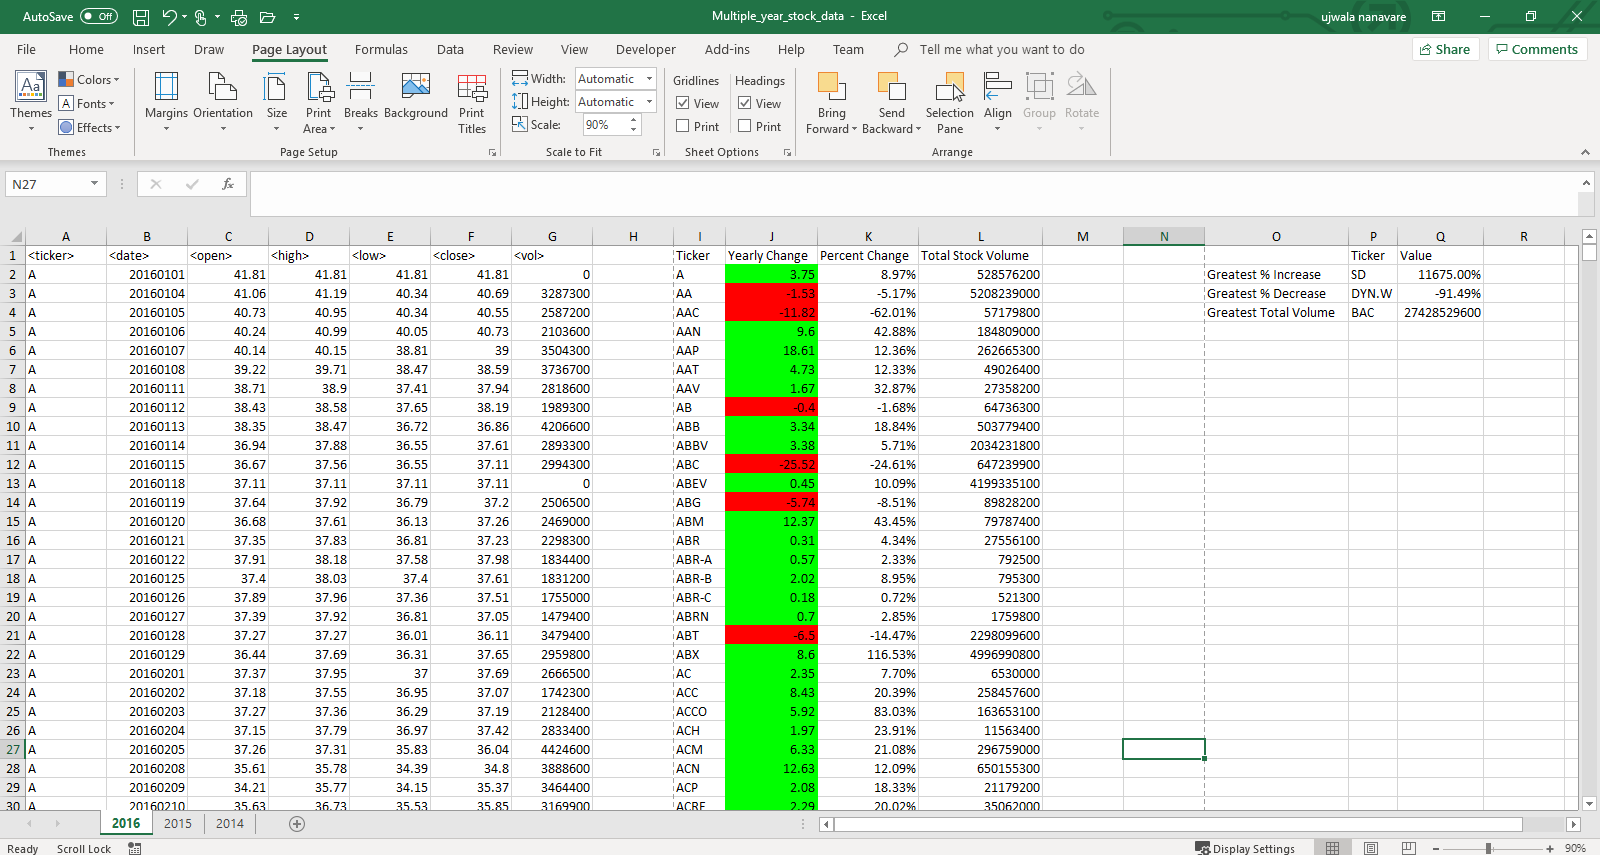 AutoSave Off Multiple_year_stock_data - Excel ujwala nanavare
File Home Insert Draw Page Layout Formulas Data Review View Developer Add-ins Help Team Tell me what you want to do Share Comments
Themes Colors Fonts Effects Margins Orientation Size Print Area Breaks Background Print Titles Width: Automatic Height: Automatic Scale: 90% Gridlines View Print Headings View Print Bring Forward Send Backward Selection Pane Align Group Rotate
Themes Page Setup Scale to Fit Sheet Options Arrange
N27 fx
A B C D E F G H I J K L M N O P Q R
1 <ticker> <date> <open> <high> <low> <close> <vol> Ticker Yearly Change Percent Change Total Stock Volume Ticker Value
2 A 20160101 41.81 41.81 41.81 41.81 0 A 3.75 8.97% 528576200 Greatest % Increase SD 11675.00%
3 A 20160104 41.06 41.19 40.34 40.69 3287300 AA -1.53 -5.17% 5208239000 Greatest % Decrease DYN.W -91.49%
4 A 20160105 40.73 40.95 40.34 40.55 2587200 AAC -11.82 -62.01% 57179800 Greatest Total Volume BAC 27428529600
5 A 20160106 40.24 40.99 40.05 40.73 2103600 AAN 9.6 42.88% 184809000
6 A 20160107 40.14 40.15 38.81 39 3504300 AAP 18.61 12.36% 262665300
7 A 20160108 39.22 39.71 38.47 38.59 3736700 AAT 4.73 12.33% 49026400
8 A 20160111 38.71 38.9 37.41 37.94 2818600 AAV 1.67 32.87% 27358200
9 A 20160112 38.43 38.58 37.65 38.19 1989300 AB -0.4 -1.68% 64736300
10 A 20160113 38.35 38.47 36.72 36.86 4206600 ABB 3.34 18.84% 503779400
11 A 20160114 36.94 37.88 36.55 37.61 2893300 ABBV 3.38 5.71% 2034231800
12 A 20160115 36.67 37.56 36.55 37.11 2994300 ABC -25.52 -24.61% 647239900
13 A 20160118 37.11 37.11 37.11 37.11 0 ABEV 0.45 10.09% 4199335100
14 A 20160119 37.64 37.92 36.79 37.2 2506500 ABG -5.74 -8.51% 89828200
15 A 20160120 36.68 37.61 36.13 37.26 2469000 ABM 12.37 43.45% 79787400
16 A 20160121 37.35 37.83 36.81 37.23 2298300 ABR 0.31 4.34% 27556100
17 A 20160122 37.91 38.18 37.58 37.98 1834400 ABR-A 0.57 2.33% 792500
18 A 20160125 37.4 38.03 37.4 37.61 1831200 ABR-B 2.02 8.95% 795300
19 A 20160126 37.89 37.96 37.36 37.51 1755000 ABR-C 0.18 0.72% 521300
20 A 20160127 37.39 37.92 36.81 37.05 1479400 ABRN 0.7 2.85% 1759800
21 A 20160128 37.27 37.27 36.01 36.11 3479400 ABT -6.5 -14.47% 2298099600
22 A 20160129 36.44 37.69 36.31 37.65 2959800 ABX 8.6 116.53% 4996990800
23 A 20160201 37.37 37.95 37 37.69 2666500 AC 2.35 7.70% 6530000
24 A 20160202 37.18 37.55 36.95 37.07 1742300 ACC 8.43 20.39% 258457600
25 A 20160203 37.27 37.36 36.29 37.19 2128400 ACCO 5.92 83.03% 163653100
26 A 20160204 37.15 37.79 36.97 37.42 2833400 ACH 1.97 23.91% 11563400
27 A 20160205 37.26 37.31 35.83 36.04 4424600 ACM 6.33 21.08% 296759000
28 A 20160208 35.61 35.78 34.39 34.8 3888600 ACN 12.63 12.09% 650155300
29 A 20160209 34.21 35.77 34.15 35.37 3464400 ACP 2.08 18.33% 21179200
30 A 20160210 35.63 36.73 35.53 35.85 3169900 ACRE 2.29 20.02% 35062000
2016 2015 2014
Ready Scroll Lock Display Settings 90%